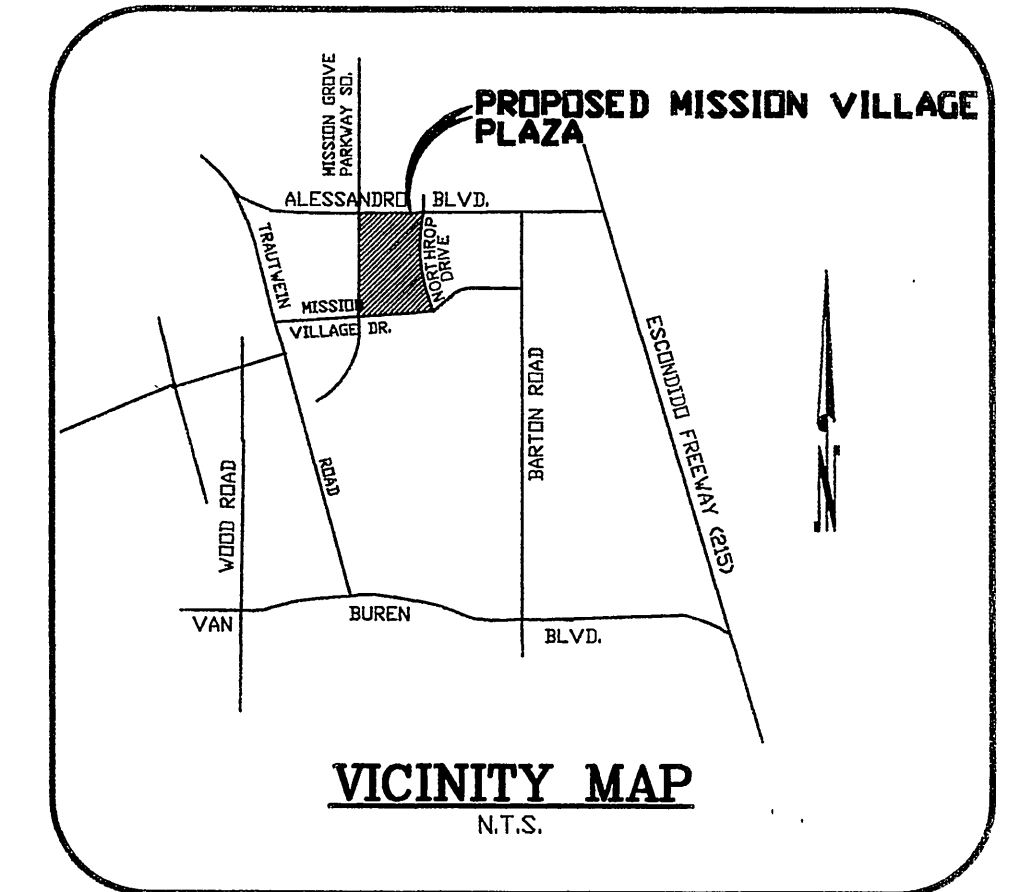 MISSION GROVE
PARKWAY SO.
PROPOSED MISSION VILLAGE
PLAZA
ALESSANDRO BLVD.
TRAUTWEIN
NORTHROP
DRIVE
MISSION
VILLAGE DR.
ESCONDIDO FREEWAY (215)
BARTON ROAD
ROAD
WOOD ROAD
N
VAN BUREN BLVD.
VICINITY MAP
N.T.S.